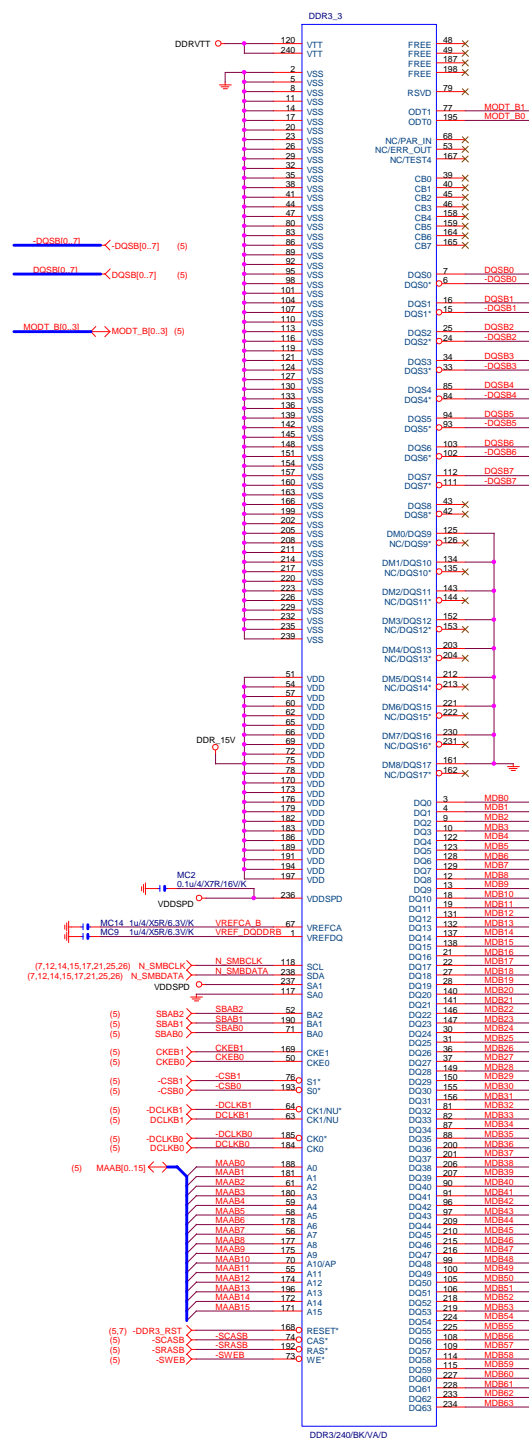 DDR3_3
DDRVTT 120 VTT
240 VTT
2 VSS
5 VSS
8 VSS
11 VSS
14 VSS
17 VSS
20 VSS
23 VSS
26 VSS
29 VSS
32 VSS
35 VSS
38 VSS
41 VSS
44 VSS
47 VSS
80 VSS
83 VSS
-DQSB[0..7] -DQSB[0..7] (5) 86 VSS
89 VSS
92 VSS
DQSB[0..7] DQSB[0..7] (5) 95 VSS
98 VSS
101 VSS
104 VSS
107 VSS
110 VSS
MODT_B[0..3] MODT_B[0..3] (5) 113 VSS
116 VSS
119 VSS
121 VSS
124 VSS
127 VSS
130 VSS
133 VSS
136 VSS
139 VSS
142 VSS
145 VSS
148 VSS
151 VSS
154 VSS
157 VSS
160 VSS
163 VSS
166 VSS
199 VSS
202 VSS
205 VSS
208 VSS
211 VSS
214 VSS
217 VSS
220 VSS
223 VSS
226 VSS
229 VSS
232 VSS
235 VSS
239 VSS
51 VDD
54 VDD
57 VDD
60 VDD
62 VDD
65 VDD
66 VDD
69 VDD
DDR_15V 72 VDD
75 VDD
78 VDD
170 VDD
173 VDD
176 VDD
179 VDD
182 VDD
183 VDD
186 VDD
189 VDD
191 VDD
194 VDD
197 VDD
MC2
0.1u/4/X7R/16V/K
VDDSPD 236 VDDSPD
MC14 1u/4/X5R/6.3V/K VREFCA_B 67 VREFCA
MC9 1u/4/X5R/6.3V/K VREF_DQDDRB 1 VREFDQ
(7,12,14,15,17,21,25,26) N_SMBCLK N_SMBCLK 118 SCL
(7,12,14,15,17,21,25,26) N_SMBDATA N_SMBDATA 238 SDA
VDDSPD 237 SA1
117 SA0
(5) SBAB2 SBAB2 52 BA2
(5) SBAB1 SBAB1 190 BA1
(5) SBAB0 SBAB0 71 BA0
(5) CKEB1 CKEB1 169 CKE1
(5) CKEB0 CKEB0 50 CKE0
(5) -CSB1 -CSB1 76 S1*
(5) -CSB0 -CSB0 193 S0*
(5) -DCLKB1 -DCLKB1 64 CK1/NU*
(5) DCLKB1 DCLKB1 63 CK1/NU
(5) -DCLKB0 -DCLKB0 185 CK0*
(5) DCLKB0 DCLKB0 184 CK0
(5) MAAB[0..15] MAAB0 188 A0
MAAB1 181 A1
MAAB2 61 A2
MAAB3 180 A3
MAAB4 59 A4
MAAB5 58 A5
MAAB6 178 A6
MAAB7 56 A7
MAAB8 177 A8
MAAB9 175 A9
MAAB10 70 A10/AP
MAAB11 55 A11
MAAB12 174 A12
MAAB13 196 A13
MAAB14 172 A14
MAAB15 171 A15
(5,7) -DDR3_RST 168 RESET*
(5) -SCASB -SCASB 74 CAS*
(5) -SRASB -SRASB 192 RAS*
(5) -SWEB -SWEB 73 WE*
FREE 48
FREE 49
FREE 187
FREE 198
RSVD 79
ODT1 77 MODT_B1
ODT0 195 MODT_B0
NC/PAR_IN 68
NC/ERR_OUT 53
NC/TEST4 167
CB0 39
CB1 40
CB2 45
CB3 46
CB4 158
CB5 159
CB6 164
CB7 165
DQS0 7 DQSB0
DQS0* 6 -DQSB0
DQS1 16 DQSB1
DQS1* 15 -DQSB1
DQS2 25 DQSB2
DQS2* 24 -DQSB2
DQS3 34 DQSB3
DQS3* 33 -DQSB3
DQS4 85 DQSB4
DQS4* 84 -DQSB4
DQS5 94 DQSB5
DQS5* 93 -DQSB5
DQS6 103 DQSB6
DQS6* 102 -DQSB6
DQS7 112 DQSB7
DQS7* 111 -DQSB7
DQS8 43
DQS8* 42
DM0/DQS9 125
NC/DQS9* 126
DM1/DQS10 134
NC/DQS10* 135
DM2/DQS11 143
NC/DQS11* 144
DM3/DQS12 152
NC/DQS12* 153
DM4/DQS13 203
NC/DQS13* 204
DM5/DQS14 212
NC/DQS14* 213
DM6/DQS15 221
NC/DQS15* 222
DM7/DQS16 230
NC/DQS16* 231
DM8/DQS17 161
NC/DQS17* 162
DQ0 3 MDB0
DQ1 4 MDB1
DQ2 9 MDB2
DQ3 10 MDB3
DQ4 122 MDB4
DQ5 123 MDB5
DQ6 128 MDB6
DQ7 129 MDB7
DQ8 12 MDB8
DQ9 13 MDB9
DQ10 18 MDB10
DQ11 19 MDB11
DQ12 131 MDB12
DQ13 132 MDB13
DQ14 137 MDB14
DQ15 138 MDB15
DQ16 21 MDB16
DQ17 22 MDB17
DQ18 27 MDB18
DQ19 28 MDB19
DQ20 140 MDB20
DQ21 141 MDB21
DQ22 146 MDB22
DQ23 147 MDB23
DQ24 30 MDB24
DQ25 31 MDB25
DQ26 36 MDB26
DQ27 37 MDB27
DQ28 149 MDB28
DQ29 150 MDB29
DQ30 155 MDB30
DQ31 156 MDB31
DQ32 81 MDB32
DQ33 82 MDB33
DQ34 87 MDB34
DQ35 88 MDB35
DQ36 200 MDB36
DQ37 201 MDB37
DQ38 206 MDB38
DQ39 207 MDB39
DQ40 90 MDB40
DQ41 91 MDB41
DQ42 96 MDB42
DQ43 97 MDB43
DQ44 209 MDB44
DQ45 210 MDB45
DQ46 215 MDB46
DQ47 216 MDB47
DQ48 99 MDB48
DQ49 100 MDB49
DQ50 105 MDB50
DQ51 106 MDB51
DQ52 218 MDB52
DQ53 219 MDB53
DQ54 224 MDB54
DQ55 225 MDB55
DQ56 108 MDB56
DQ57 109 MDB57
DQ58 114 MDB58
DQ59 115 MDB59
DQ60 227 MDB60
DQ61 228 MDB61
DQ62 233 MDB62
DQ63 234 MDB63
DDR3/240/BK/VA/D